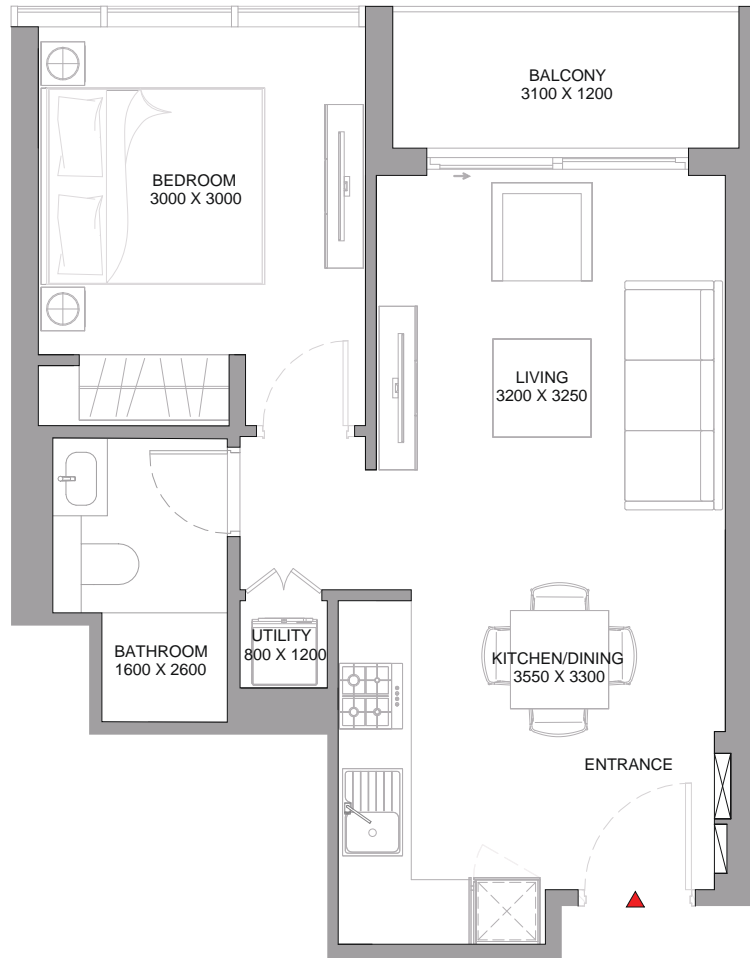 BALCONY
3100 X 1200
BEDROOM
3000 X 3000
LIVING
3200 X 3250
UTILITY
800 X 1200
BATHROOM
1600 X 2600
KITCHEN/DINING
3550 X 3300
ENTRANCE